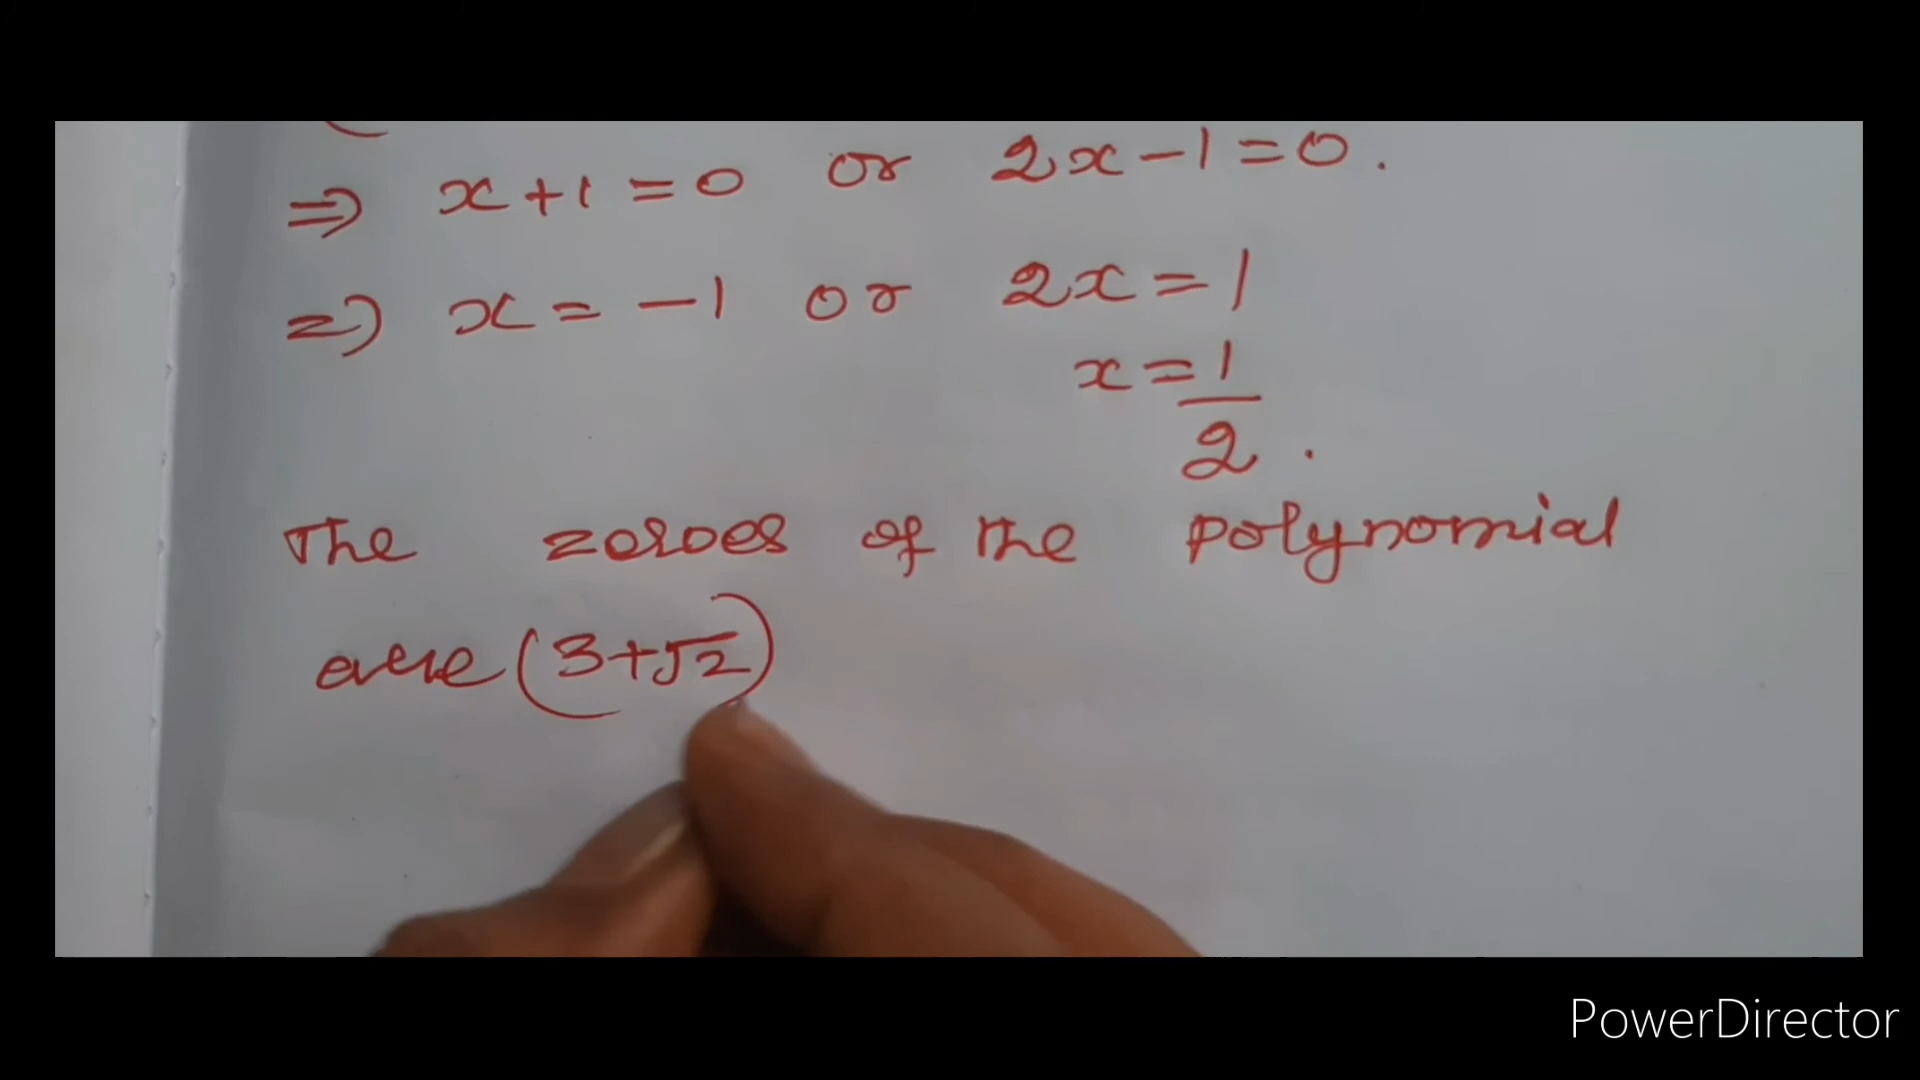 ⇒ x+1=0 or 2x-1=0.
⇒ x = -1 or 2x=1
x=1/2.
The zeroes of the polynomial
are (3+√2)
PowerDirector